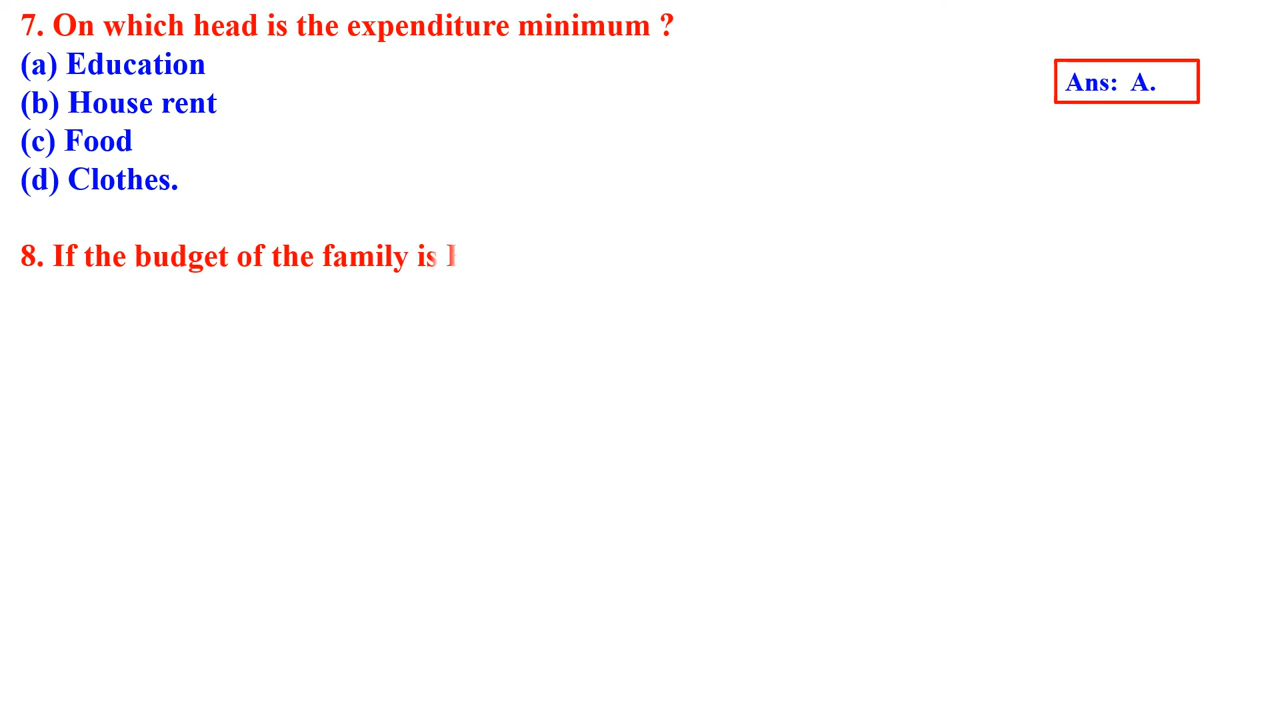 7. On which head is the expenditure minimum ?
(a) Education
Ans: A.
(b) House rent
(c) Food
(d) Clothes.
8. If the budget of the family is